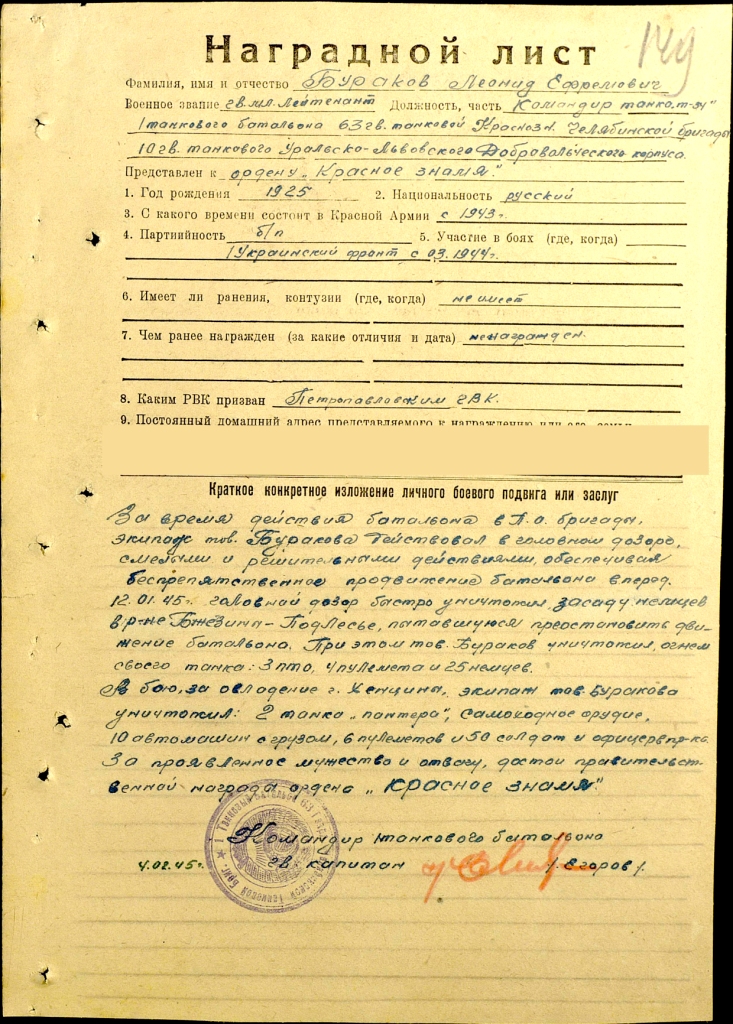 149
Наградной лист
Фамилия, имя и отчество Бураков Леонид Ефремович
Военное звание гв.мл.лейтенант Должность, часть Командир танка „т-34"
1 танкового батальона 63 гв. танковой Краснозн. Челябинской бригады
10 гв. танкового Уральско-Львовского Добровольческого корпуса.
Представлен к ордену „Красное знамя."
1. Год рождения 1925 2. Национальность русский
3. С какого времени состоит в Красной Армии с 1943 г.
4. Партийность б/п 5. Участие в боях (где, когда)
1 Украинский фронт с 03.1944 г.
6. Имеет ли ранения, контузии (где, когда) не имеет
7. Чем ранее награжден (за какие отличия и дата) ненагражден.
8. Каким РВК призван Петропавловским ГВК.
9. Постоянный домашний адрес представляемого к награждению или его семьи
Краткое конкретное изложение личного боевого подвига или заслуг
За время действия батальона в П.О. бригады,
экипаж тов. Буракова действовал в головном дозоре,
смелыми и решительными действиями, обеспечивая
беспрепятственное продвижение батальона вперед.
12.01.45 г. головной дозор быстро уничтожил, засаду немцев
в р-не Бжезини-Подлесье, пытавшуюся преостановить дви-
жение батальона. При этом тов. Бураков уничтожил, огнем
своего танка: 3 пто, 4 пулемета и 25 немцев.
В бою, за овладение г. Хенцины, экипаж тов. Буракова
уничтожил: 2 танка „пантера", самоходное орудие,
10 автомашин с грузом, 6 пулеметов и 50 солдат и офицеров пр-ка.
За проявленное мужество и отвагу, достоин правительст-
венной награды ордена „Красное знамя."
Командир 1 танкового батальона
4.02.45 г. гв. капитан /Егоров/.